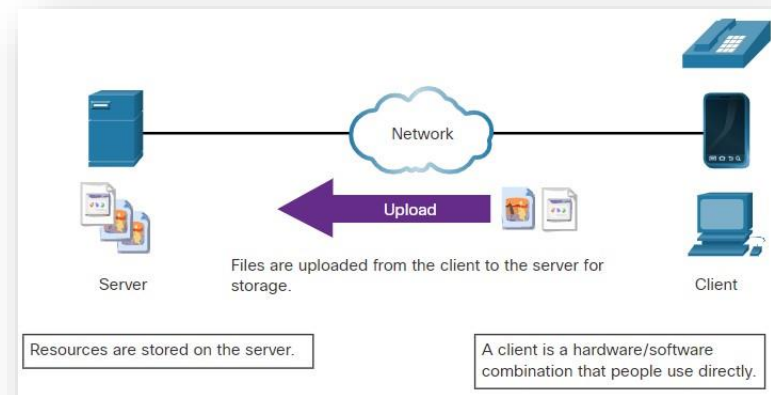 Network
Upload
Files are uploaded from the client to the server for
storage.
Server
Client
Resources are stored on the server.
A client is a hardware/software
combination that people use directly.